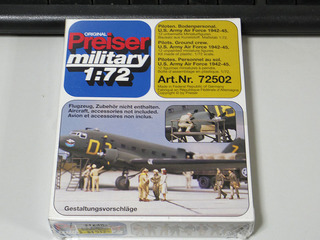 ORIGINAL
Preiser
military
1:72
Piloten. Bodenpersonal.
U.S. Army Air Force 1942-45.
Pilots. Ground crew.
U.S. Army Air Force 1942-45.
Pilotes. Personnel au sol.
U.S. Army Air Force 1942-45.
Art.Nr. 72502
Made in Federal Republic of Germany
Flugzeug, Zubehör nicht enthalten.
Aircraft, accessories not included.
Avion et accessoires non inclus.
Gestaltungsvorschläge